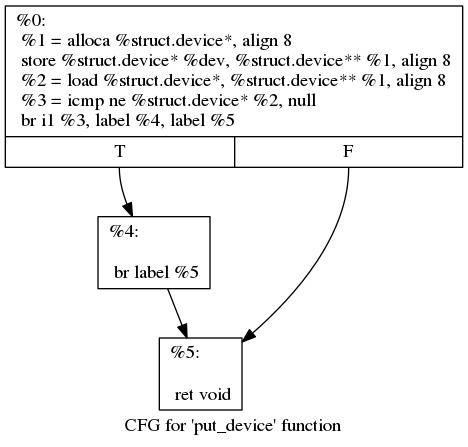 %0:
%1 = alloca %struct.device*, align 8
store %struct.device* %dev, %struct.device** %1, align 8
%2 = load %struct.device*, %struct.device** %1, align 8
%3 = icmp ne %struct.device* %2, null
br i1 %3, label %4, label %5
T
F
%4:
br label %5
%5:
ret void
CFG for 'put_device' function